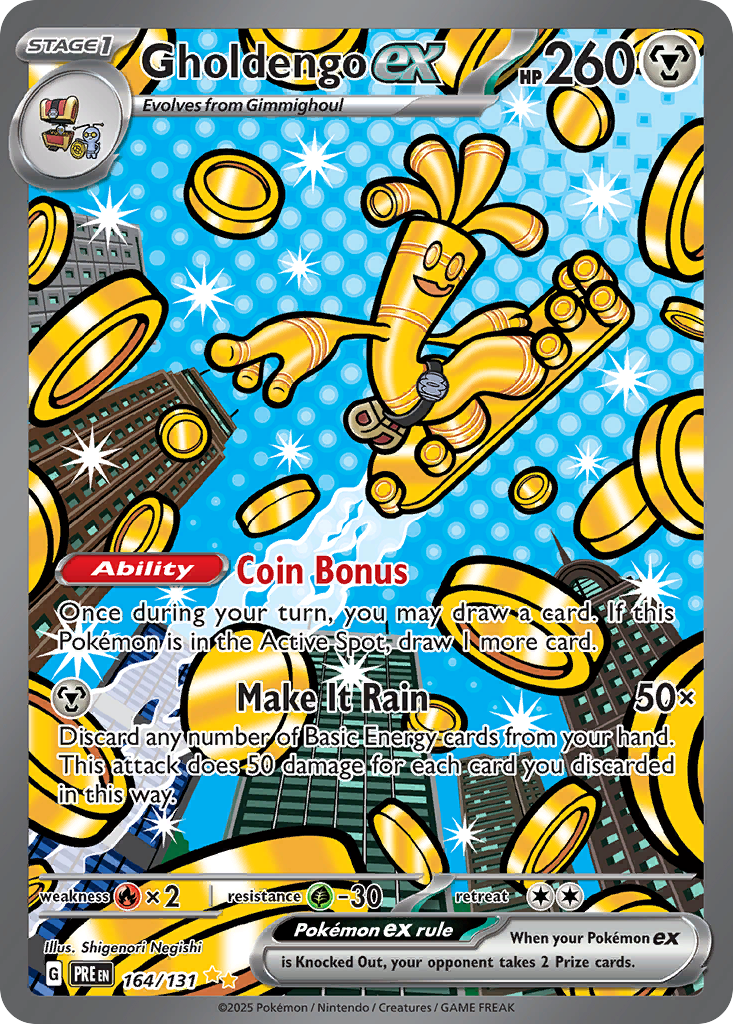 STAGE 1
Gholdengo ex
HP 260
Evolves from Gimmighoul
Ability Coin Bonus
Once during your turn, you may draw a card. If this
Pokémon is in the Active Spot, draw 1 more card.
Make It Rain 50×
Discard any number of Basic Energy cards from your hand.
This attack does 50 damage for each card you discarded
in this way.
weakness ×2 resistance -30 retreat
Illus. Shigenori Negishi
Pokémon ex rule
When your Pokémon ex
is Knocked Out, your opponent takes 2 Prize cards.
G PRE EN 164/131
©2025 Pokémon / Nintendo / Creatures / GAME FREAK